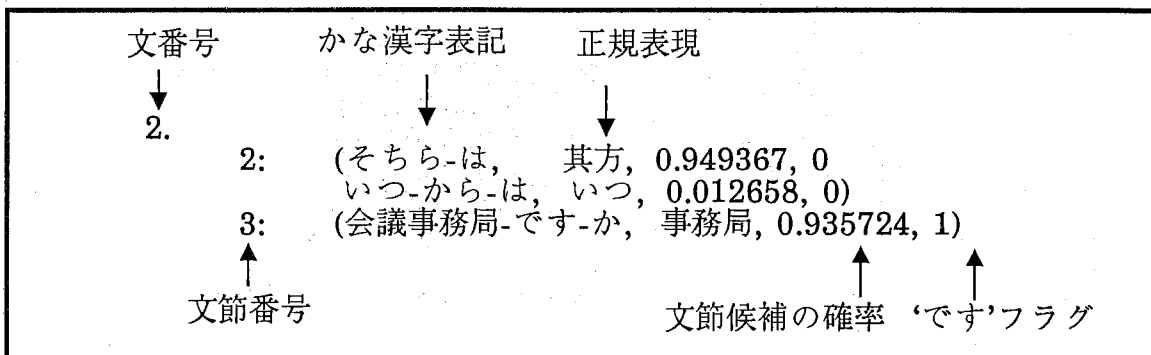 文番号 かな漢字表記 正規表現
2.
2: (そちら-は, 其方, 0.949367, 0
いつ-から-は, いつ, 0.012658, 0)
3: (会議事務局-です-か, 事務局, 0.935724, 1)
文節番号 文節候補の確率 ‘です’フラグ